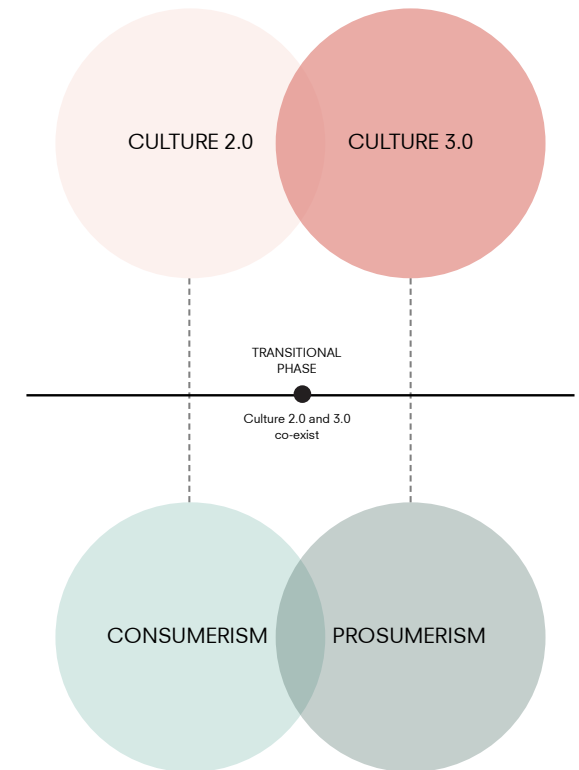 CULTURE 2.0
CULTURE 3.0
TRANSITIONAL
PHASE
Culture 2.0 and 3.0
co-exist
CONSUMERISM
PROSUMERISM